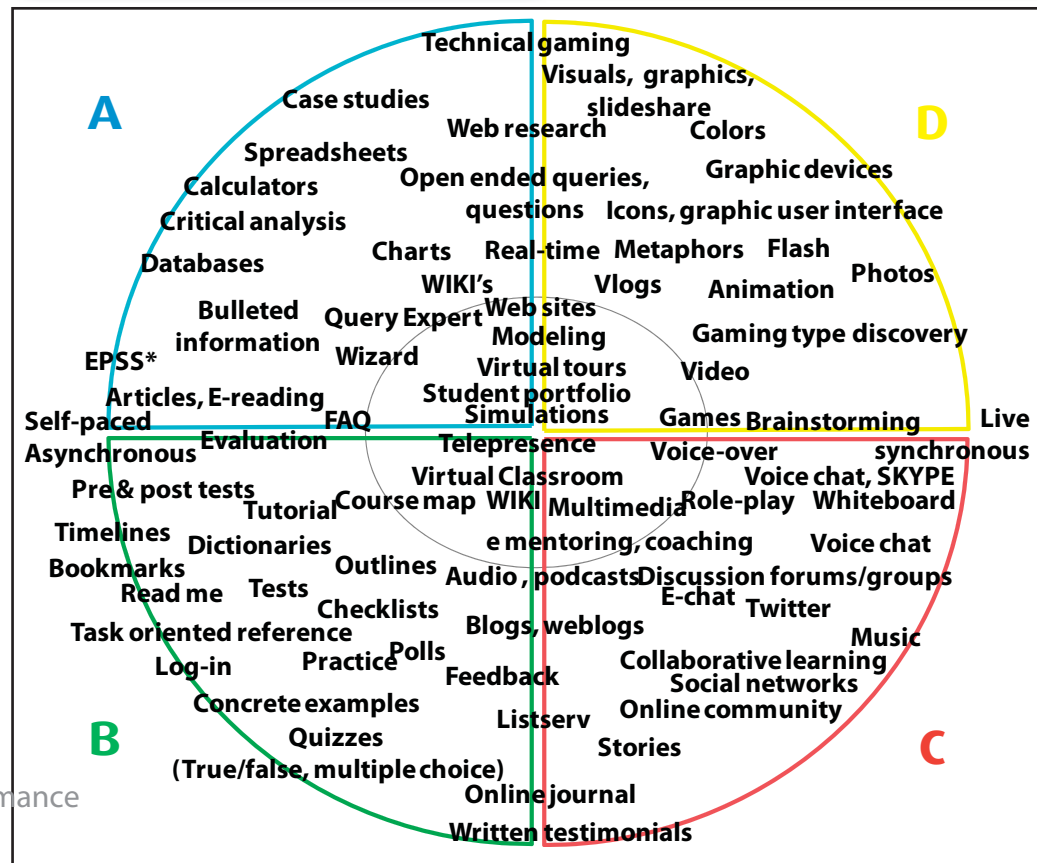 Technical gaming
Visuals, graphics,
slideshare
A
Case studies
D
Web research
Colors
Spreadsheets
Graphic devices
Calculators
Open ended queries,
questions
Icons, graphic user interface
Critical analysis
Charts
Real-time
Metaphors
Flash
Databases
Photos
WIKI's
Vlogs
Animation
Bulleted
information
Query Expert
Web sites
Modeling
Gaming type discovery
EPSS*
Wizard
Virtual tours
Video
Articles, E-reading
Student portfolio
Self-paced
FAQ
Simulations
Games
Brainstorming
Live
Asynchronous
Evaluation
Telepresence
Voice-over
synchronous
Virtual Classroom
Voice chat, SKYPE
Pre & post tests
Tutorial
Course map
WIKI
Multimedia
Role-play
Whiteboard
Timelines
Dictionaries
e mentoring, coaching
Voice chat
Bookmarks
Outlines
Audio , podcasts
Discussion forums/groups
Read me
Tests
E-chat
Checklists
Twitter
Task oriented reference
Blogs, weblogs
Music
Log-in
Practice
Polls
Collaborative learning
Feedback
Social networks
Concrete examples
Listserv
Online community
B
Quizzes
Stories
C
(True/false, multiple choice)
mance
Online journal
Written testimonials